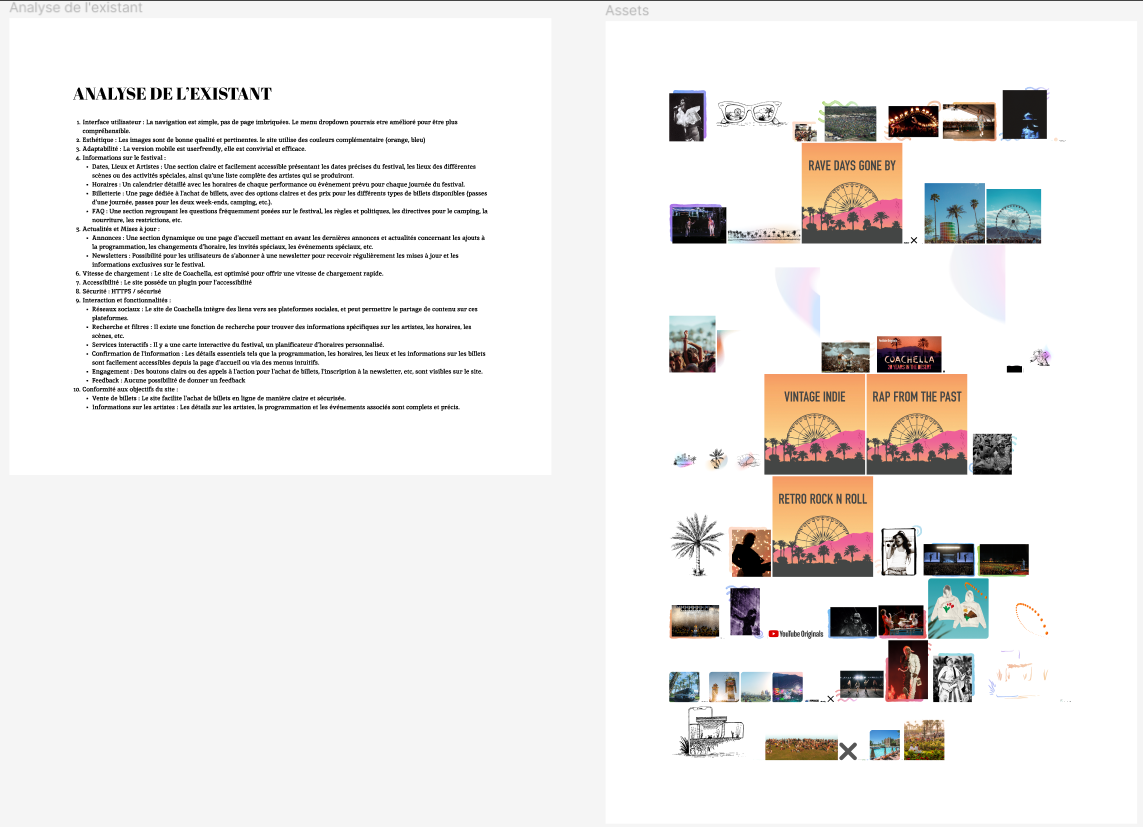 Analyse de l'existant
Assets
ANALYSE DE L'EXISTANT
1. Interface utilisateur : La navigation est simple, pas de page imbriquées. Le menu dropdown pourrais etre amélioré pour être plus
compréhensible.
2. Esthétique : Les images sont de bonne qualité et pertinentes. le site utilise des couleurs complémentaire (orange, bleu)
3. Adaptabilité : La version mobile est userfreedly, elle est convivial et efficace.
4. Informations sur le festival :
• Dates, Lieux et Artistes : Une section claire et facilement accessible présentant les dates précises du festival, les lieux des différentes
scènes ou des activités spéciales, ainsi qu'une liste complète des artistes qui se produiront.
• Horaires : Un calendrier détaillé avec les horaires de chaque performance ou événement prévu pour chaque journée du festival.
• Billetterie : Une page dédiée à l'achat de billets, avec des options claires et des prix pour les différents types de billets disponibles (passes
d'une journée, passes pour les deux week-ends, camping, etc.).
• FAQ : Une section regroupant les questions fréquemment posées sur le festival, les règles et politiques, les directives pour le camping, la
nourriture, les restrictions, etc.
5. Actualités et Mises à jour :
• Annonces : Une section dynamique ou une page d'accueil mettant en avant les dernières annonces et actualités concernant les ajouts à
la programmation, les changements d'horaire, les invités spéciaux, les événements spéciaux, etc.
• Newsletters : Possibilité pour les utilisateurs de s'abonner à une newsletter pour recevoir régulièrement les mises à jour et les
informations exclusives sur le festival.
6. Vitesse de chargement : Le site de Coachella, est optimisé pour offrir une vitesse de chargement rapide.
7. Accessibilité : Le site possède un plugin pour l'accessibilité
8. Sécurité : HTTPS / sécurisé
9. Interaction et fonctionnalités :
• Réseaux sociaux : Le site de Coachella intègre des liens vers ses plateformes sociales, et peut permettre le partage de contenu sur ces
plateformes.
• Recherche et filtres : Il existe une fonction de recherche pour trouver des informations spécifiques sur les artistes, les horaires, les
scènes, etc.
• Services interactifs : Il y a une carte interactive du festival, un planificateur d'horaires personnalisé.
• Confirmation de l'information : Les détails essentiels tels que la programmation, les horaires, les lieux et les informations sur les billets
sont facilement accessibles depuis la page d'accueil ou via des menus intuitifs.
• Engagement : Des boutons clairs ou des appels à l'action pour l'achat de billets, l'inscription à la newsletter, etc, sont visibles sur le site.
• Feedback : Aucune possibilité de donner un feedback
10. Conformité aux objectifs du site :
• Vente de billets : Le site facilite l'achat de billets en ligne de manière claire et sécurisée.
• Informations sur les artistes : Les détails sur les artistes, la programmation et les événements associés sont complets et précis.
RAVE DAYS GONE BY
COACHELLA
20 YEARS IN THE DESERT
VINTAGE INDIE
RAP FROM THE PAST
RETRO ROCK N ROLL
YouTube Originals